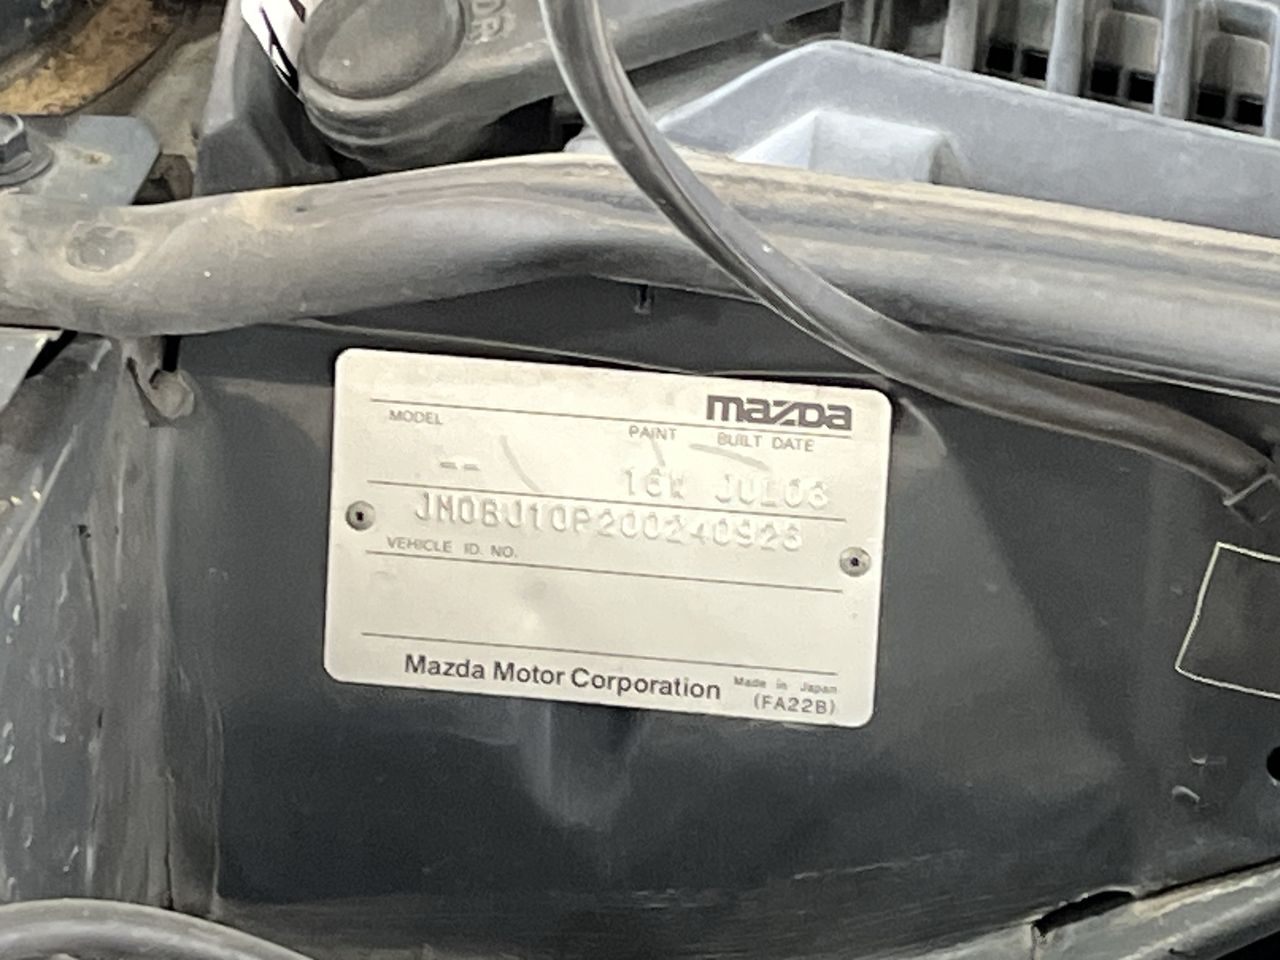 mazda
MODEL PAINT BUILT DATE
-- 16W JUL03
JM0BJ10P200240923
VEHICLE ID. NO.
Mazda Motor Corporation Made in Japan
(FA22B)